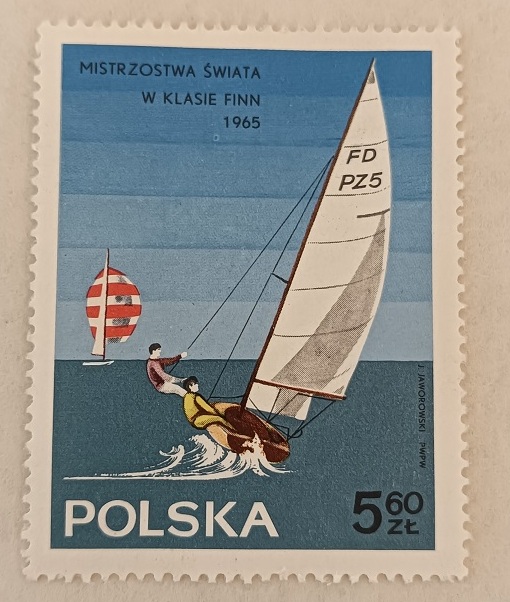 MISTRZOSTWA ŚWIATA
W KLASIE FINN
1965
FD
PZ5
J. JAWOROWSKI PWPW
POLSKA
5 60 ZŁ